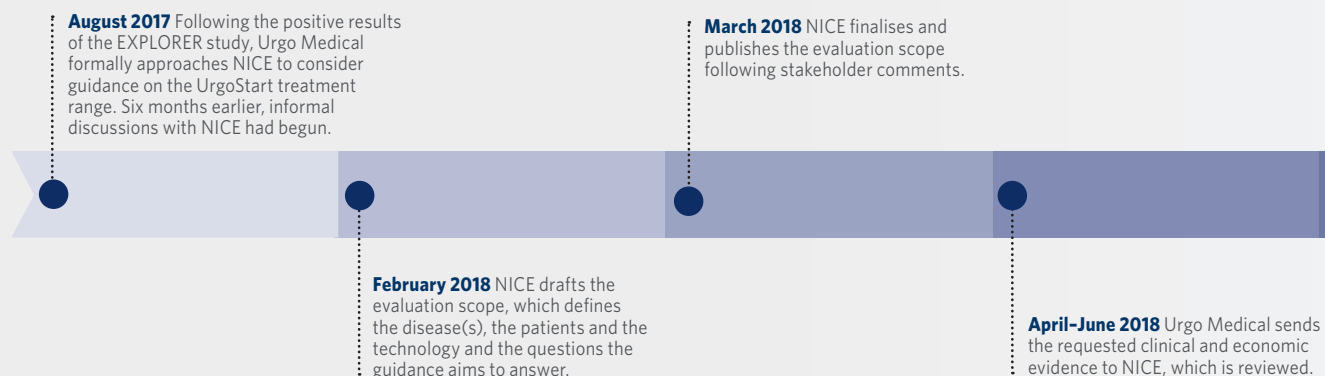 August 2017 Following the positive results
of the EXPLORER study, Urgo Medical
formally approaches NICE to consider
guidance on the UrgoStart treatment
range. Six months earlier, informal
discussions with NICE had begun.
February 2018 NICE drafts the
evaluation scope, which defines
the disease(s), the patients and the
technology and the questions the
guidance aims to answer.
March 2018 NICE finalises and
publishes the evaluation scope
following stakeholder comments.
April–June 2018 Urgo Medical sends
the requested clinical and economic
evidence to NICE, which is reviewed.